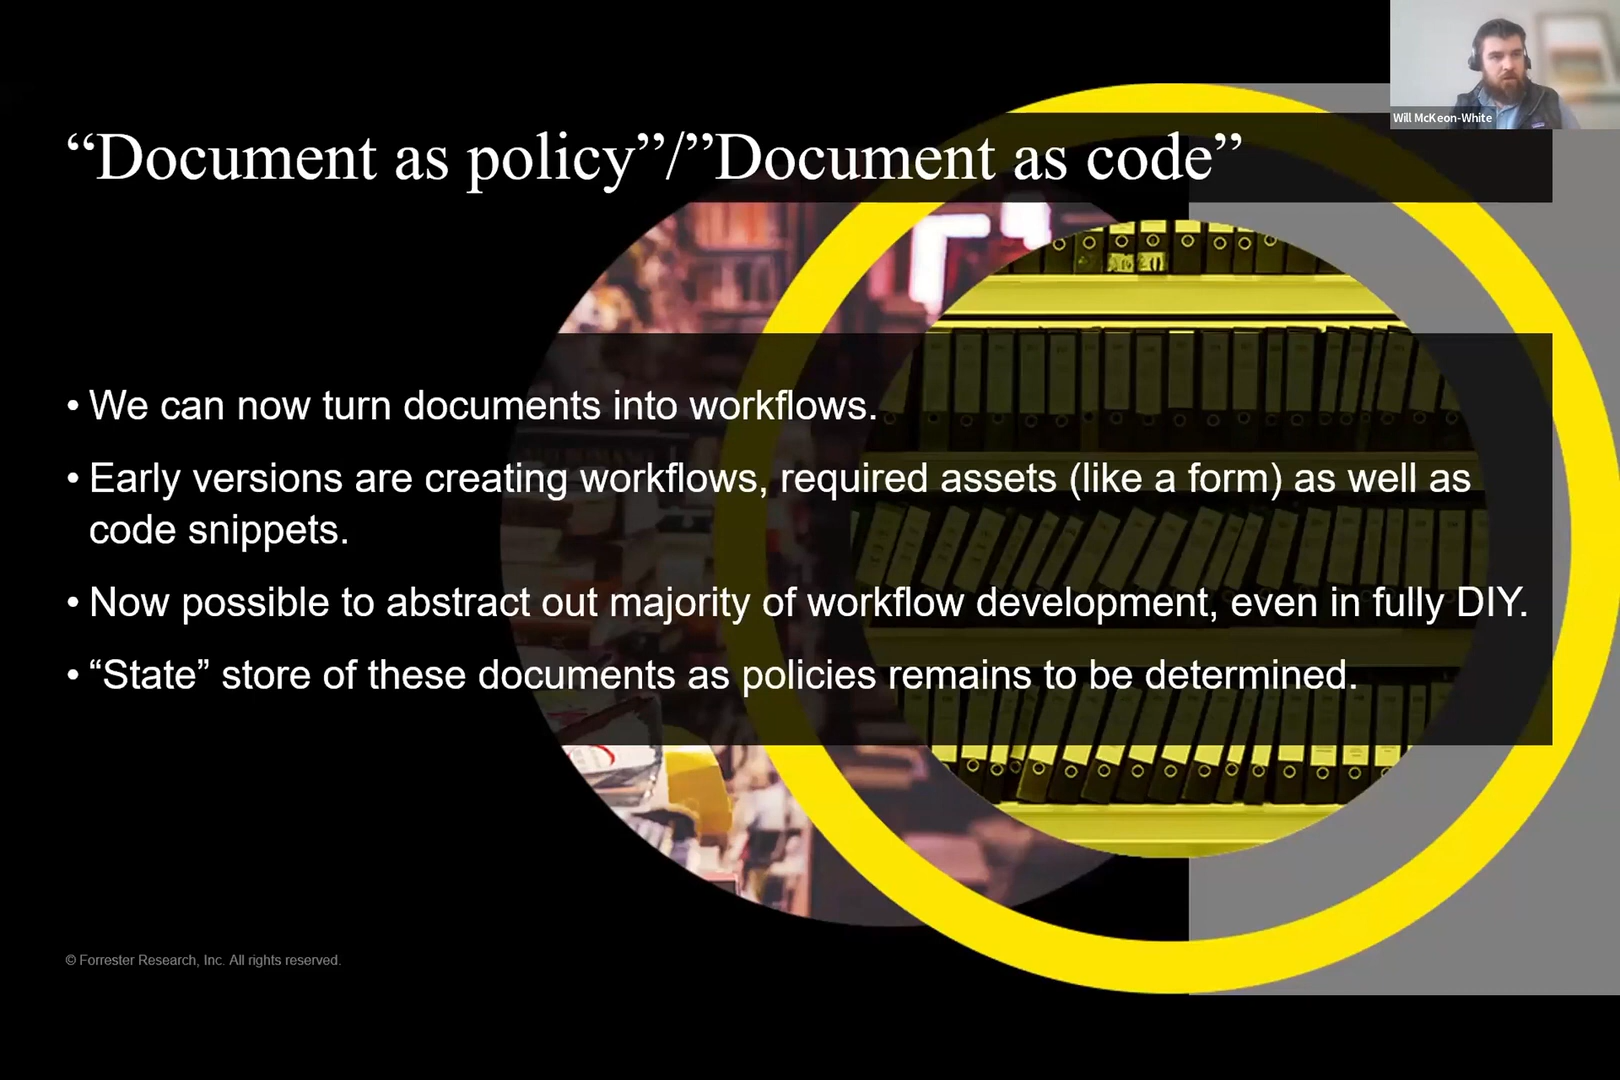 Will McKeon-White
“Document as policy”/”Document as code”
• We can now turn documents into workflows.
• Early versions are creating workflows, required assets (like a form) as well as
code snippets.
• Now possible to abstract out majority of workflow development, even in fully DIY.
• “State” store of these documents as policies remains to be determined.
© Forrester Research, Inc. All rights reserved.